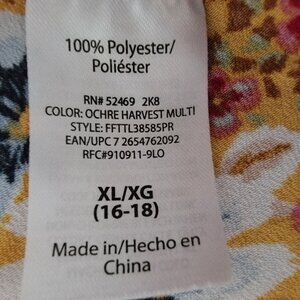 100% Polyester/
Poliéster
RN# 52469 2K8
COLOR: OCHRE HARVEST MULTI
STYLE: FFTTL38585PR
EAN/UPC 7 2654762092
RFC#910911-9LO
XL/XG
(16-18)
Made in/Hecho en
China